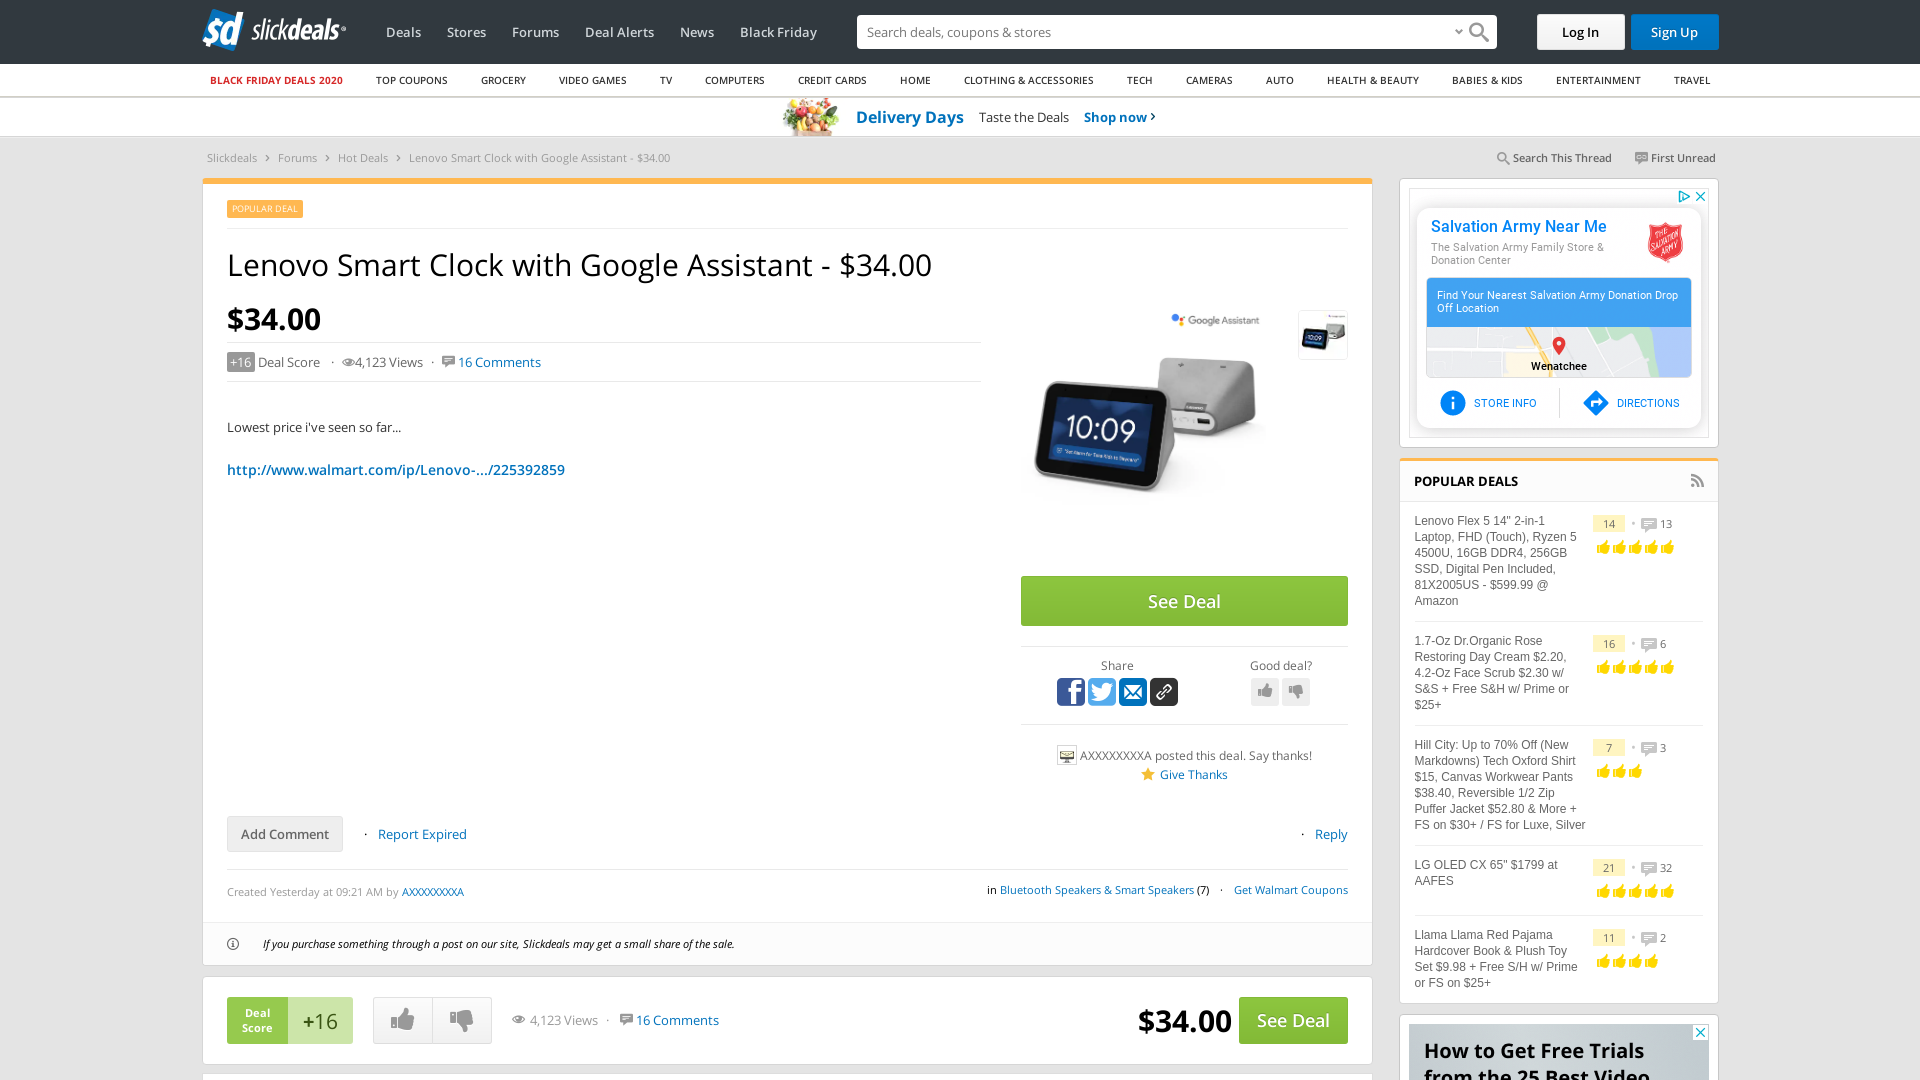 slickdeals
Deals
Stores
Forums
Deal Alerts
News
Black Friday
Search deals, coupons & stores
Log In
Sign Up
BLACK FRIDAY DEALS 2020
TOP COUPONS
GROCERY
VIDEO GAMES
TV
COMPUTERS
CREDIT CARDS
HOME
CLOTHING & ACCESSORIES
TECH
CAMERAS
AUTO
HEALTH & BEAUTY
BABIES & KIDS
ENTERTAINMENT
TRAVEL
Delivery Days Taste the Deals Shop now ›
Slickdeals › Forums › Hot Deals › Lenovo Smart Clock with Google Assistant - $34.00
Search This Thread
First Unread
POPULAR DEAL
Lenovo Smart Clock with Google Assistant - $34.00
$34.00
+16 Deal Score · 4,123 Views · 16 Comments
Lowest price i've seen so far...
http://www.walmart.com/ip/Lenovo-.../225392859
Google Assistant
10:09
See Deal
Share
Good deal?
AXXXXXXXXA posted this deal. Say thanks!
Give Thanks
Add Comment
· Report Expired
· Reply
Created Yesterday at 09:21 AM by AXXXXXXXXA
in Bluetooth Speakers & Smart Speakers (7) · Get Walmart Coupons
If you purchase something through a post on our site, Slickdeals may get a small share of the sale.
Deal
Score
+16
4,123 Views · 16 Comments
$34.00
See Deal
Salvation Army Near Me
The Salvation Army Family Store &
Donation Center
THE
SALVATION
ARMY
Find Your Nearest Salvation Army Donation Drop
Off Location
Wenatchee
STORE INFO
DIRECTIONS
POPULAR DEALS
Lenovo Flex 5 14" 2-in-1
Laptop, FHD (Touch), Ryzen 5
4500U, 16GB DDR4, 256GB
SSD, Digital Pen Included,
81X2005US - $599.99 @
Amazon
14 • 13
1.7-Oz Dr.Organic Rose
Restoring Day Cream $2.20,
4.2-Oz Face Scrub $2.30 w/
S&S + Free S&H w/ Prime or
$25+
16 • 6
Hill City: Up to 70% Off (New
Markdowns) Tech Oxford Shirt
$15, Canvas Workwear Pants
$38.40, Reversible 1/2 Zip
Puffer Jacket $52.80 & More +
FS on $30+ / FS for Luxe, Silver
7 • 3
LG OLED CX 65" $1799 at
AAFES
21 • 32
Llama Llama Red Pajama
Hardcover Book & Plush Toy
Set $9.98 + Free S/H w/ Prime
or FS on $25+
11 • 2
How to Get Free Trials
from the 25 Best Video